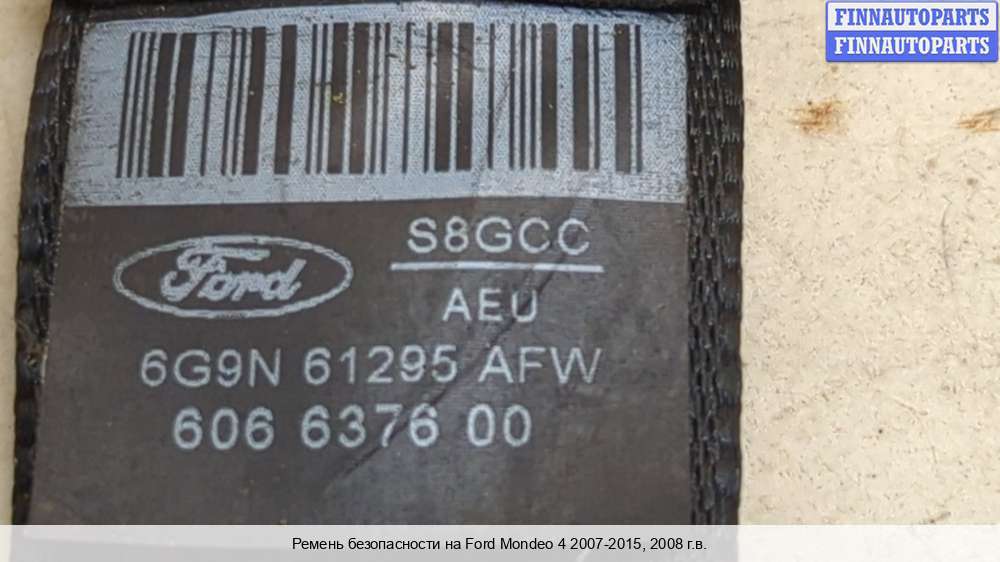 FINNAUTOPARTS
FINNAUTOPARTS
S8GCC
Ford
AEU
6G9N 61295 AFW
606 6376 00
Ремень безопасности на Ford Mondeo 4 2007-2015, 2008 г.в.